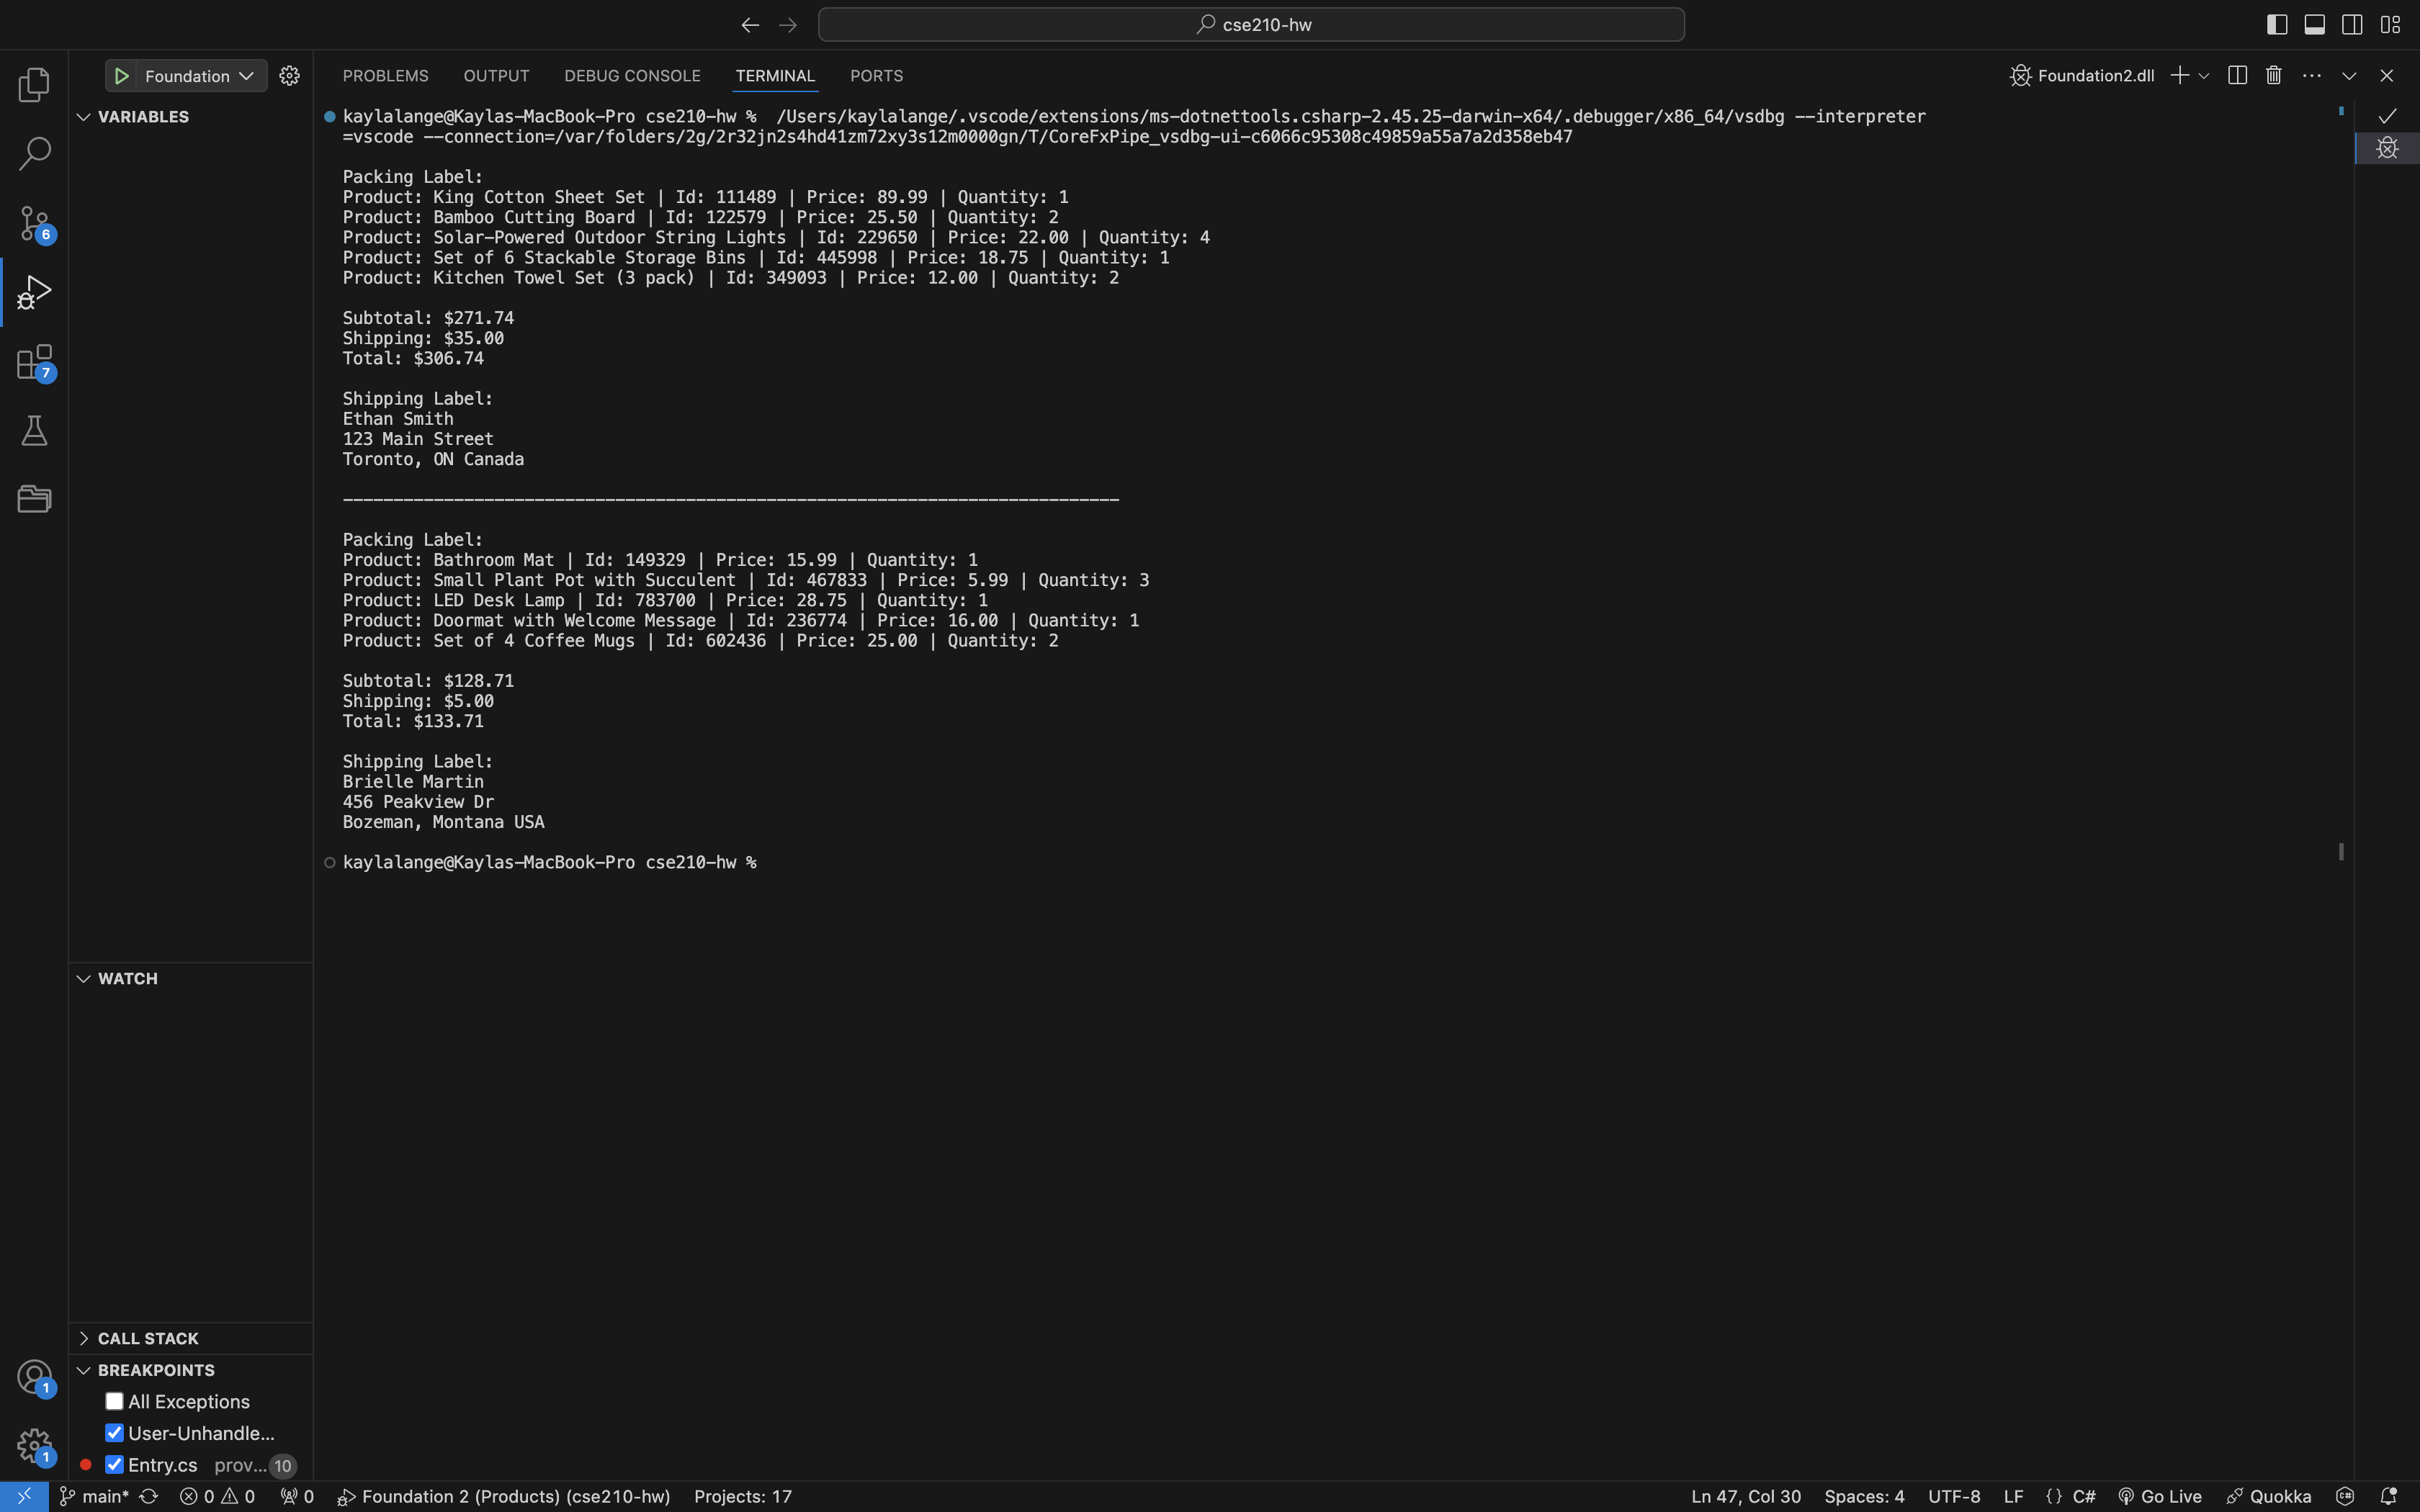 cse210-hw
Foundation
PROBLEMS OUTPUT DEBUG CONSOLE TERMINAL PORTS
Foundation2.dll
VARIABLES
kaylalange@Kaylas-MacBook-Pro cse210-hw %  /Users/kaylalange/.vscode/extensions/ms-dotnettools.csharp-2.45.25-darwin-x64/.debugger/x86_64/vsdbg --interpreter
=vscode --connection=/var/folders/2g/2r32jn2s4hd41zm72xy3s12m0000gn/T/CoreFxPipe_vsdbg-ui-c6066c95308c49859a55a7a2d358eb47
Packing Label:
Product: King Cotton Sheet Set | Id: 111489 | Price: 89.99 | Quantity: 1
Product: Bamboo Cutting Board | Id: 122579 | Price: 25.50 | Quantity: 2
Product: Solar-Powered Outdoor String Lights | Id: 229650 | Price: 22.00 | Quantity: 4
Product: Set of 6 Stackable Storage Bins | Id: 445998 | Price: 18.75 | Quantity: 1
Product: Kitchen Towel Set (3 pack) | Id: 349093 | Price: 12.00 | Quantity: 2
Subtotal: $271.74
Shipping: $35.00
Total: $306.74
Shipping Label:
Ethan Smith
123 Main Street
Toronto, ON Canada
-----------------------------------------------------------------------------
Packing Label:
Product: Bathroom Mat | Id: 149329 | Price: 15.99 | Quantity: 1
Product: Small Plant Pot with Succulent | Id: 467833 | Price: 5.99 | Quantity: 3
Product: LED Desk Lamp | Id: 783700 | Price: 28.75 | Quantity: 1
Product: Doormat with Welcome Message | Id: 236774 | Price: 16.00 | Quantity: 1
Product: Set of 4 Coffee Mugs | Id: 602436 | Price: 25.00 | Quantity: 2
Subtotal: $128.71
Shipping: $5.00
Total: $133.71
Shipping Label:
Brielle Martin
456 Peakview Dr
Bozeman, Montana USA
kaylalange@Kaylas-MacBook-Pro cse210-hw %
6
7
WATCH
CALL STACK
BREAKPOINTS
All Exceptions
User-Unhandle...
Entry.cs prov... 10
1
1
main* 0 0 0 Foundation 2 (Products) (cse210-hw) Projects: 17
Ln 47, Col 30 Spaces: 4 UTF-8 LF {} C# Go Live Quokka